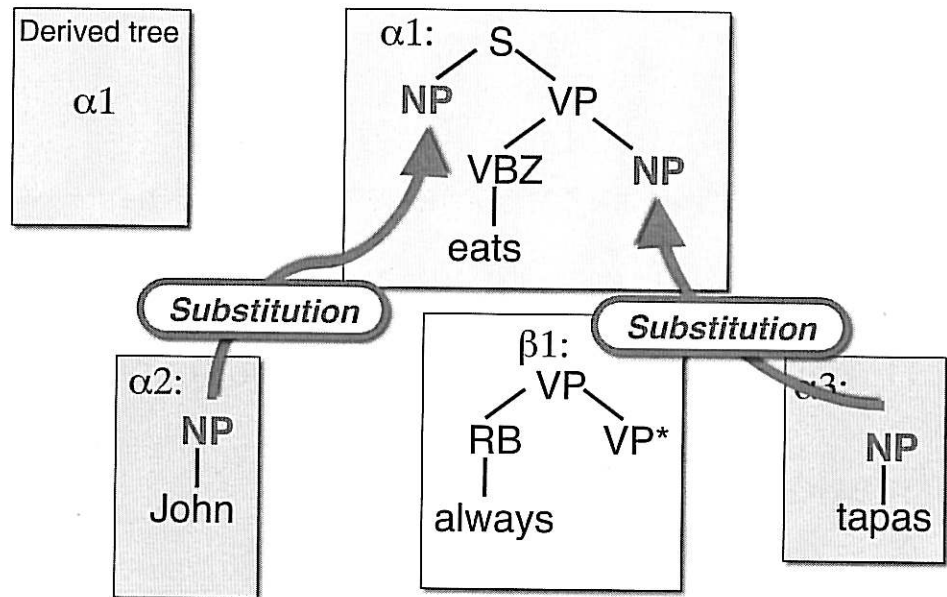 Derived tree
α1
α1:
S
NP
VP
VBZ
NP
eats
Substitution
Substitution
α2:
NP
John
β1:
VP
RB
VP*
always
α3:
NP
tapas